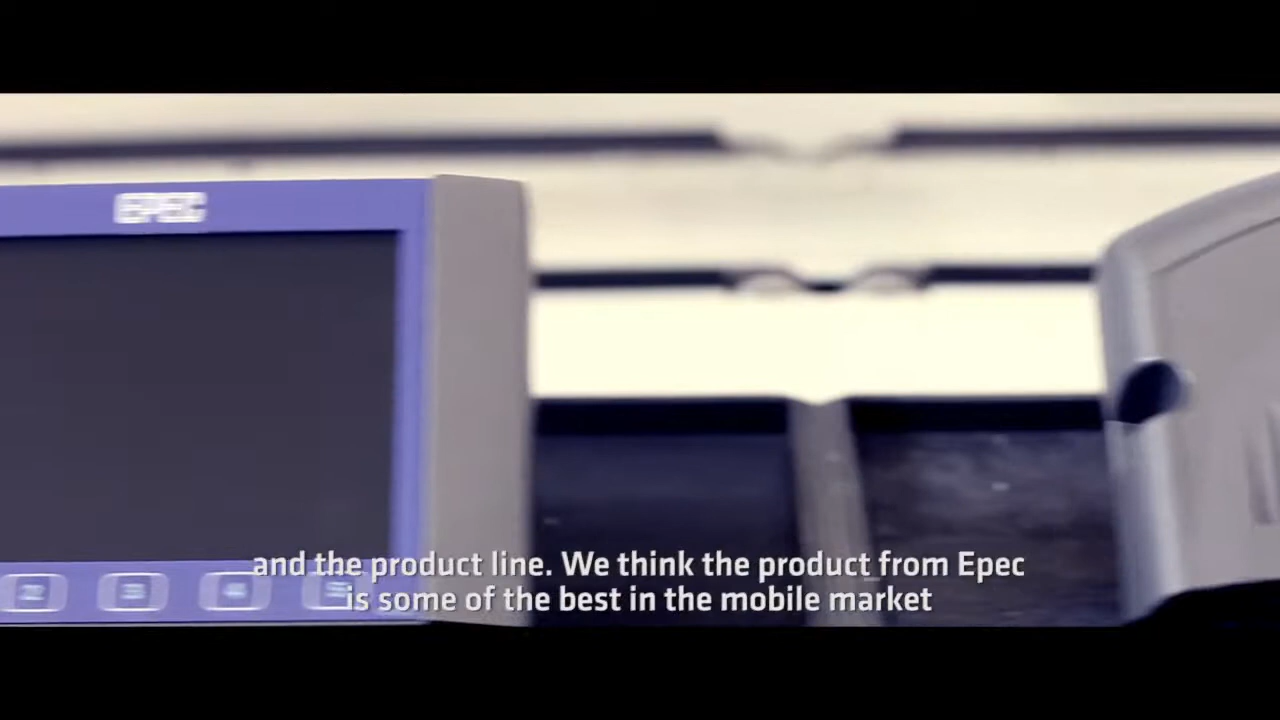 EPEC
and the product line. We think the product from Epec
is some of the best in the mobile market